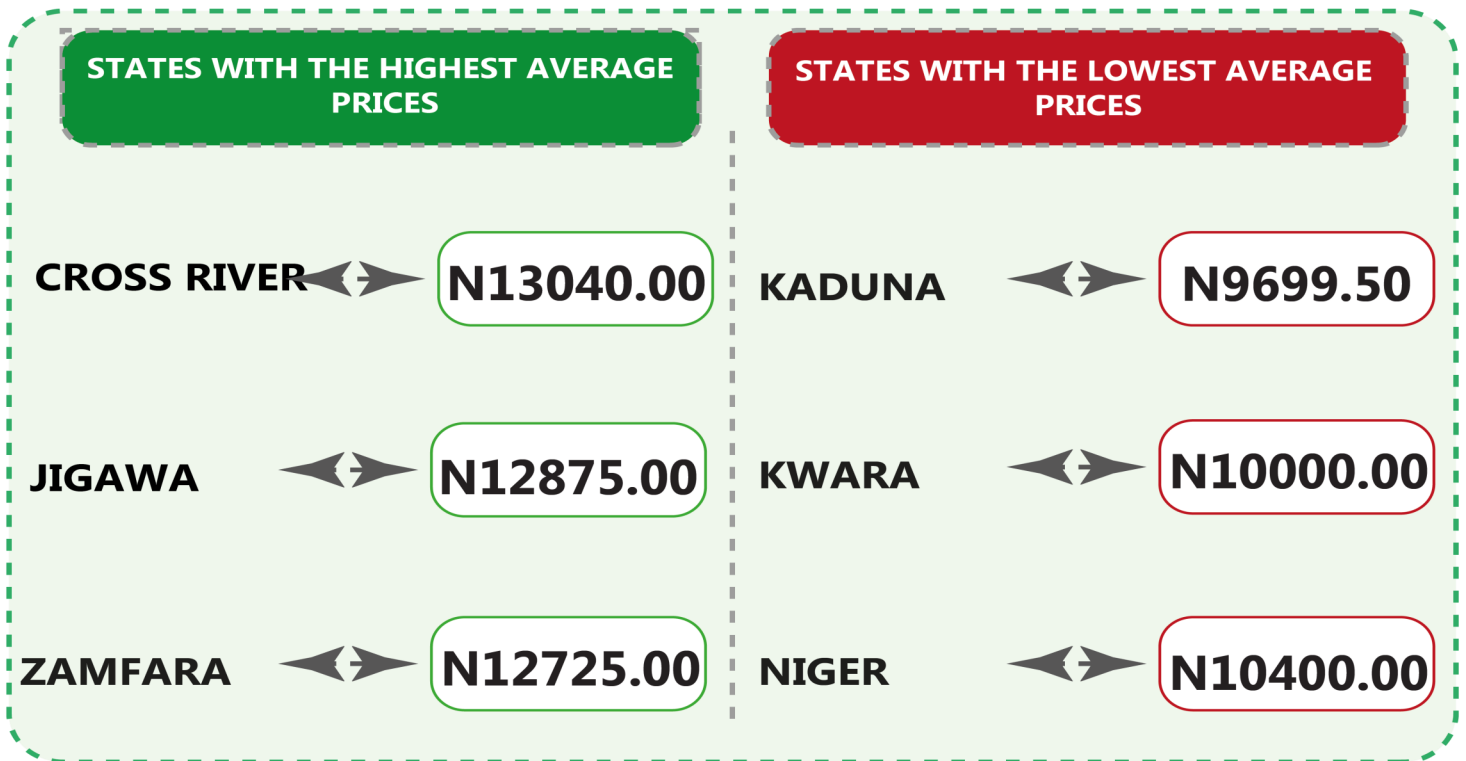 STATES WITH THE HIGHEST AVERAGE
PRICES
CROSS RIVER N13040.00
JIGAWA N12875.00
ZAMFARA N12725.00
STATES WITH THE LOWEST AVERAGE
PRICES
KADUNA N9699.50
KWARA N10000.00
NIGER N10400.00